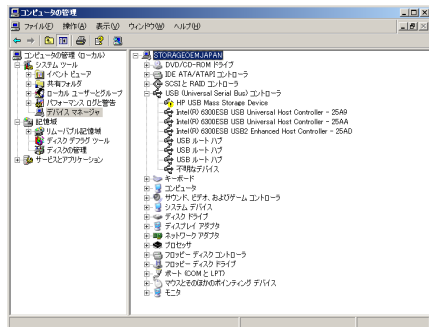 コンピュータの管理
ファイル(F) 操作(A) 表示(V) ウィンドウ(W) ヘルプ(H)
コンピュータの管理 (ローカル)
システム ツール
イベント ビューア
共有フォルダ
ローカル ユーザーとグループ
パフォーマンス ログと警告
デバイス マネージャ
記憶域
リムーバブル記憶域
ディスク デフラグ ツール
ディスクの管理
サービスとアプリケーション
STORAGEOEMJAPAN
DVD/CD-ROM ドライブ
IDE ATA/ATAPI コントローラ
SCSI と RAID コントローラ
USB (Universal Serial Bus) コントローラ
HP USB Mass Storage Device
Intel(R) 6300ESB USB Universal Host Controller - 25A9
Intel(R) 6300ESB USB Universal Host Controller - 25AA
Intel(R) 6300ESB USB2 Enhanced Host Controller - 25AD
USB ルート ハブ
USB ルート ハブ
USB ルート ハブ
不明なデバイス
キーボード
コンピュータ
サウンド、ビデオ、およびゲーム コントローラ
システム デバイス
ディスク ドライブ
ディスプレイ アダプタ
ネットワーク アダプタ
プロセッサ
フロッピー ディスク コントローラ
フロッピー ディスク ドライブ
ポート (COM と LPT)
マウスとそのほかのポインティング デバイス
モニタ